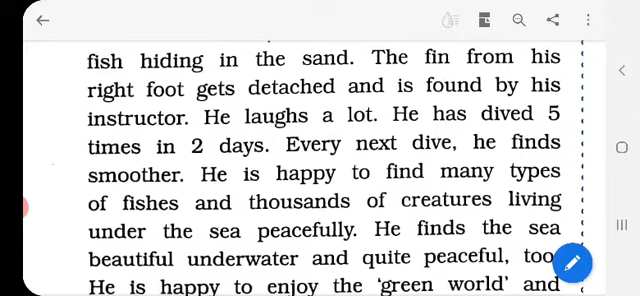 fish hiding in the sand. The fin from his
right foot gets detached and is found by his
instructor. He laughs a lot. He has dived 5
times in 2 days. Every next dive, he finds
smoother. He is happy to find many types
of fishes and thousands of creatures living
under the sea peacefully. He finds the sea
beautiful underwater and quite peaceful, too.
He is happy to enjoy the ‘green world’ and